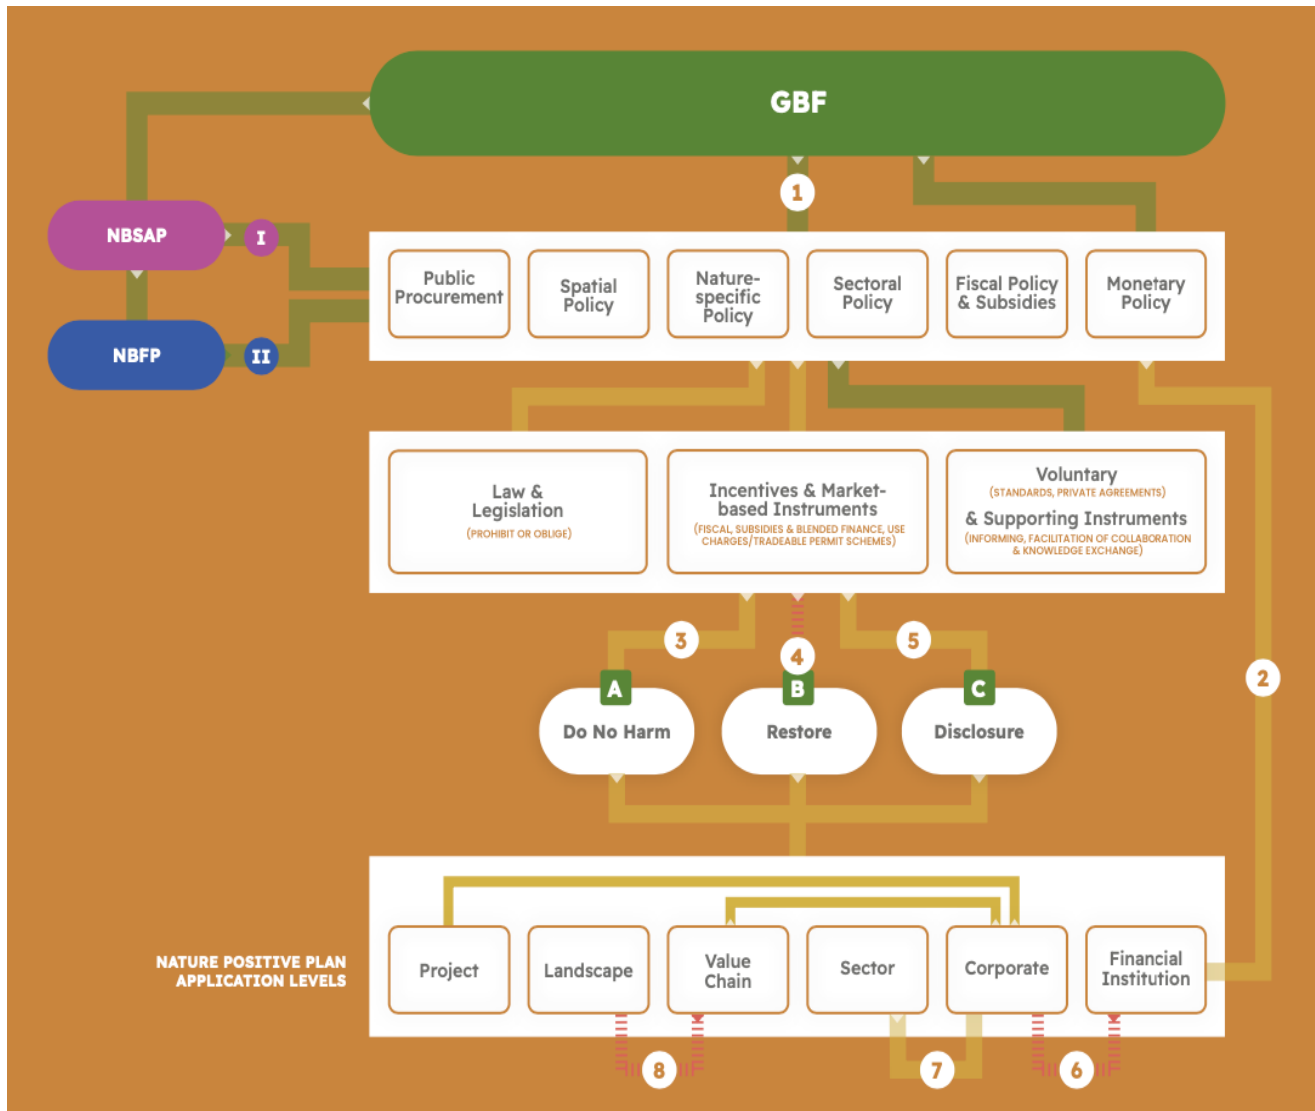 GBF
1
NBSAP
I
Public
Procurement
Spatial
Policy
Nature-
specific
Policy
Sectoral
Policy
Fiscal Policy
& Subsidies
Monetary
Policy
NBFP
II
Law &
Legislation
(PROHIBIT OR OBLIGE)
Incentives & Market-
based Instruments
(FISCAL, SUBSIDIES & BLENDED FINANCE, USE
CHARGES/TRADEABLE PERMIT SCHEMES)
Voluntary
(STANDARDS, PRIVATE AGREEMENTS)
& Supporting Instruments
(INFORMING, FACILITATION OF COLLABORATION
& KNOWLEDGE EXCHANGE)
3
4
5
2
A
Do No Harm
B
Restore
C
Disclosure
NATURE POSITIVE PLAN
APPLICATION LEVELS
Project
Landscape
Value
Chain
Sector
Corporate
Financial
Institution
8
7
6